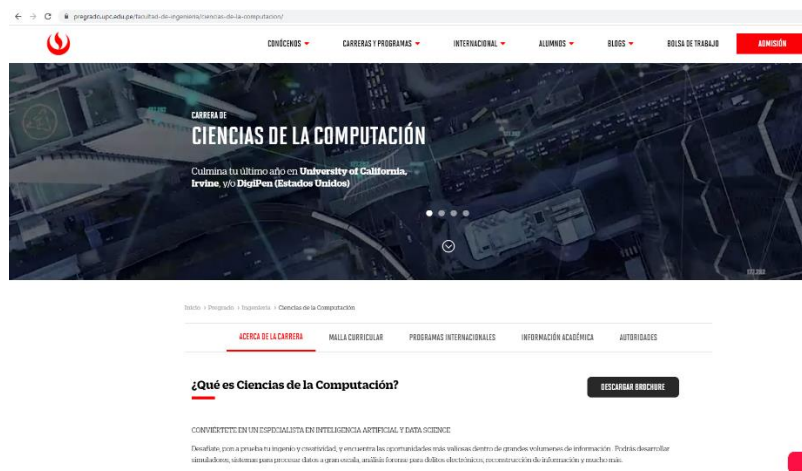 pregrado.upc.edu.pe/facultad-de-ingenieria/ciencias-de-la-computacion/
CONÓCENOS CARRERAS Y PROGRAMAS INTERNACIONAL ALUMNOS BLOGS BOLSA DE TRABAJO ADMISIÓN
CARRERA DE
CIENCIAS DE LA COMPUTACIÓN
Culmina tu último año en University of California,
Irvine, y/o DigiPen (Estados Unidos)
Inicio > Pregrado > Ingeniería > Ciencias de la Computación
ACERCA DE LA CARRERA MALLA CURRICULAR PROGRAMAS INTERNACIONALES INFORMACIÓN ACADÉMICA AUTORIDADES
¿Qué es Ciencias de la Computación?
DESCARGAR BROCHURE
CONVIÉRTETE EN UN ESPECIALISTA EN INTELIGENCIA ARTIFICIAL Y DATA SCIENCE
Desafíate, pon a prueba tu ingenio y creatividad, y encuentra las oportunidades más valiosas dentro de grandes volumenes de información. Podrás desarrollar
simuladores, sistemas para procesar datos a gran escala, análisis forense para delitos electrónicos, reconstrucción de información y mucho más.